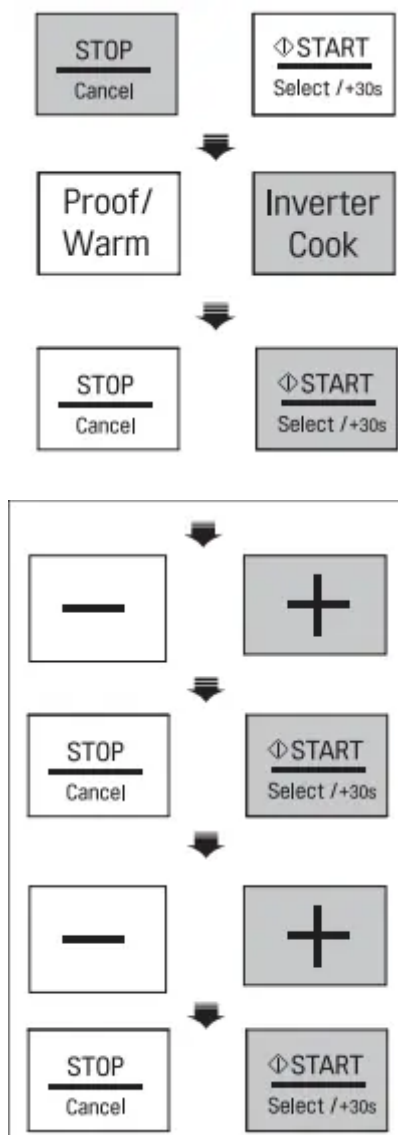 STOP
Cancel
START
Select /+30s
Proof/
Warm
Inverter
Cook
STOP
Cancel
START
Select /+30s
−
+
STOP
Cancel
START
Select /+30s
−
+
STOP
Cancel
START
Select /+30s